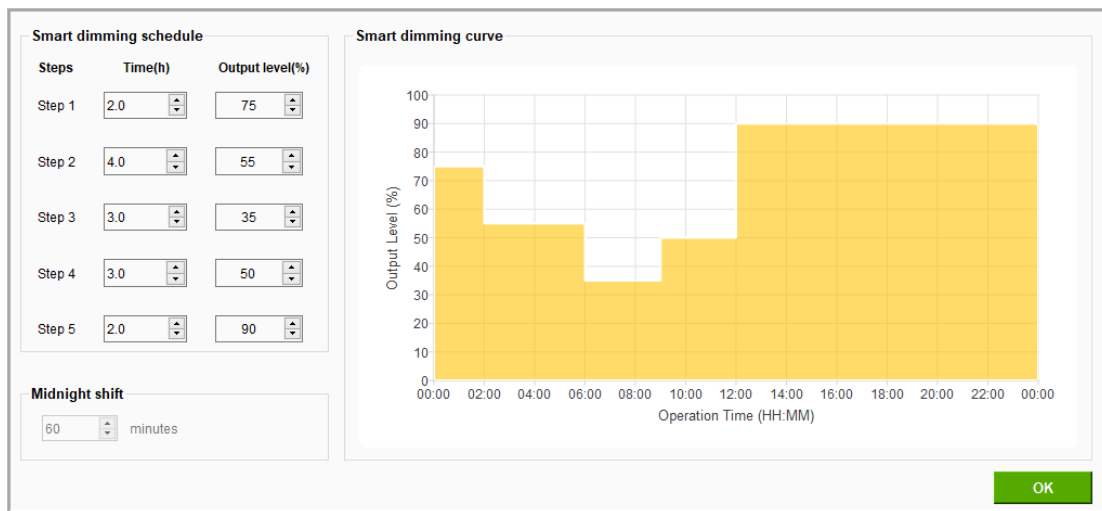 Smart dimming schedule
Steps Time(h) Output level(%)
Step 1 2.0 75
Step 2 4.0 55
Step 3 3.0 35
Step 4 3.0 50
Step 5 2.0 90
Midnight shift
60 minutes
Smart dimming curve
100
90
80
70
60
50
40
30
20
10
0
Output Level (%)
00:00 02:00 04:00 06:00 08:00 10:00 12:00 14:00 16:00 18:00 20:00 22:00 00:00
Operation Time (HH:MM)
OK